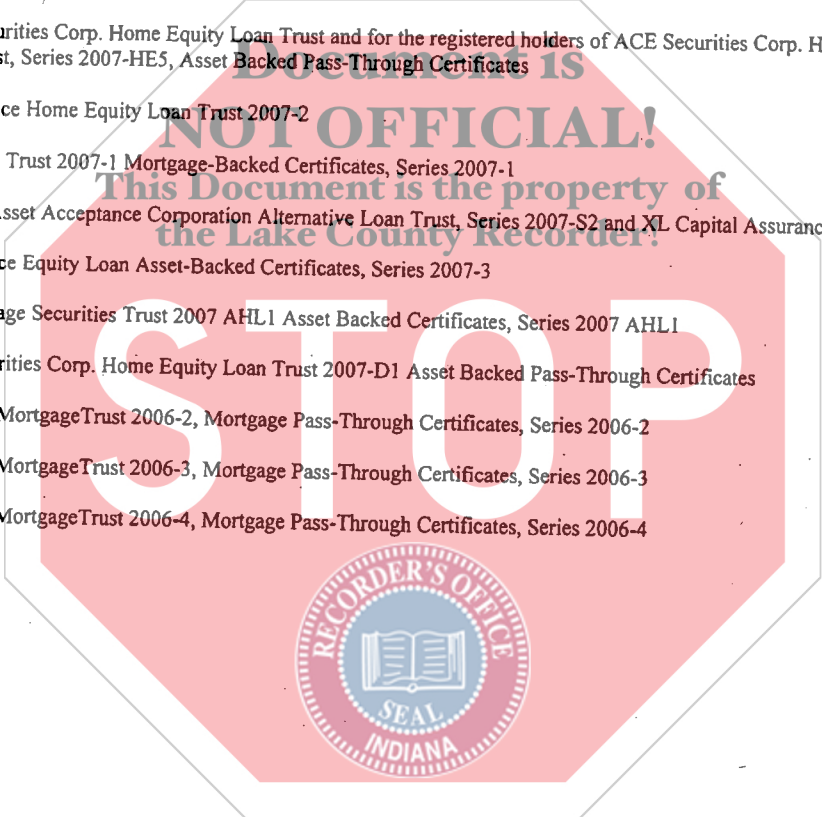 urities Corp. Home Equity Loan Trust and for the registered holders of ACE Securities Corp. H
st, Series 2007-HE5, Asset Backed Pass-Through Certificates
Document is
ce Home Equity Loan Trust 2007-2
NOT OFFICIAL!
Trust 2007-1 Mortgage-Backed Certificates, Series 2007-1
This Document is the property of
Asset Acceptance Corporation Alternative Loan Trust, Series 2007-S2 and XL Capital Assuranc
the Lake County Recorder!
ce Equity Loan Asset-Backed Certificates, Series 2007-3
age Securities Trust 2007 AHL1 Asset Backed Certificates, Series 2007 AHL1
rities Corp. Home Equity Loan Trust 2007-D1 Asset Backed Pass-Through Certificates
STOP
MortgageTrust 2006-2, Mortgage Pass-Through Certificates, Series 2006-2
MortgageTrust 2006-3, Mortgage Pass-Through Certificates, Series 2006-3
MortgageTrust 2006-4, Mortgage Pass-Through Certificates, Series 2006-4
RECORDER'S OFFICE
SEAL
INDIANA